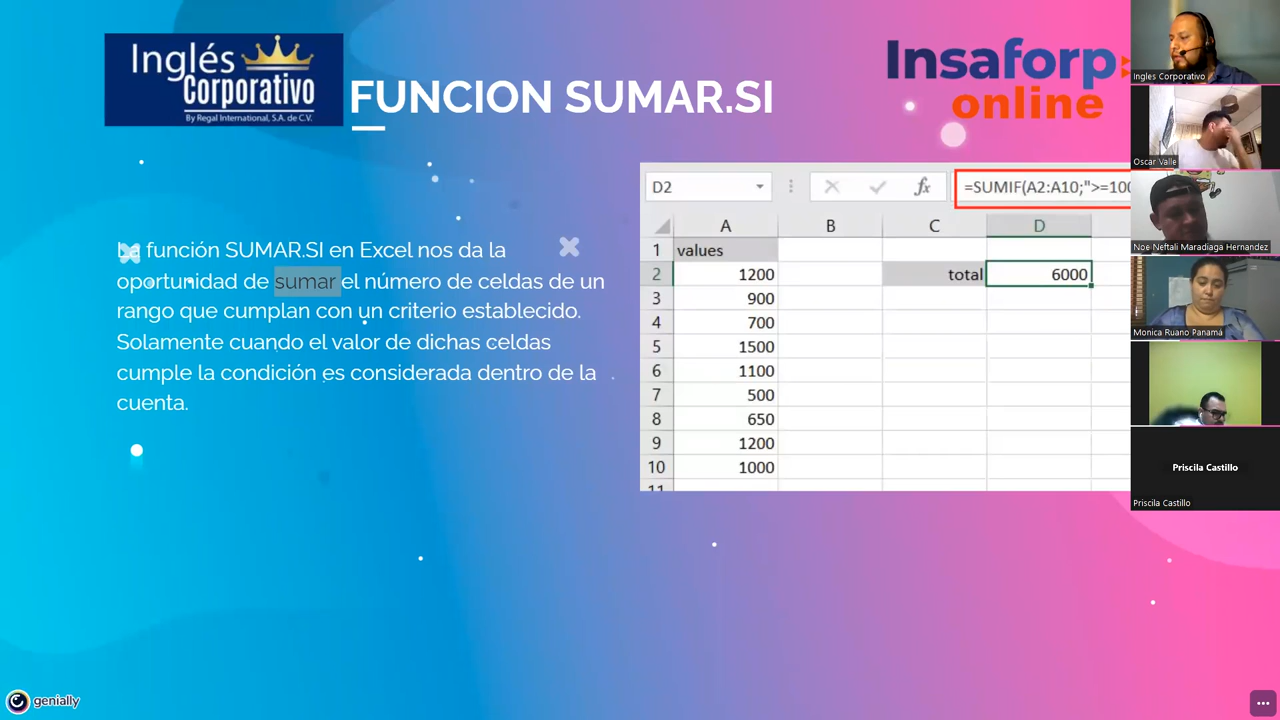 Inglés
Corporativo
By Regal International, S.A. de C.V.
FUNCION SUMAR.SI
Insaforp
online
La función SUMAR.SI en Excel nos da la
oportunidad de sumar el número de celdas de un
rango que cumplan con un criterio establecido.
Solamente cuando el valor de dichas celdas
cumple la condición es considerada dentro de la
cuenta.
D2 fx =SUMIF(A2:A10;">=100
A B C D
1 values
2 1200 total 6000
3 900
4 700
5 1500
6 1100
7 500
8 650
9 1200
10 1000
11
Ingles Corporativo
Oscar Valle
Noe Neftali Maradiaga Hernandez
Monica Ruano Panamá
Priscila Castillo
Priscila Castillo
genially